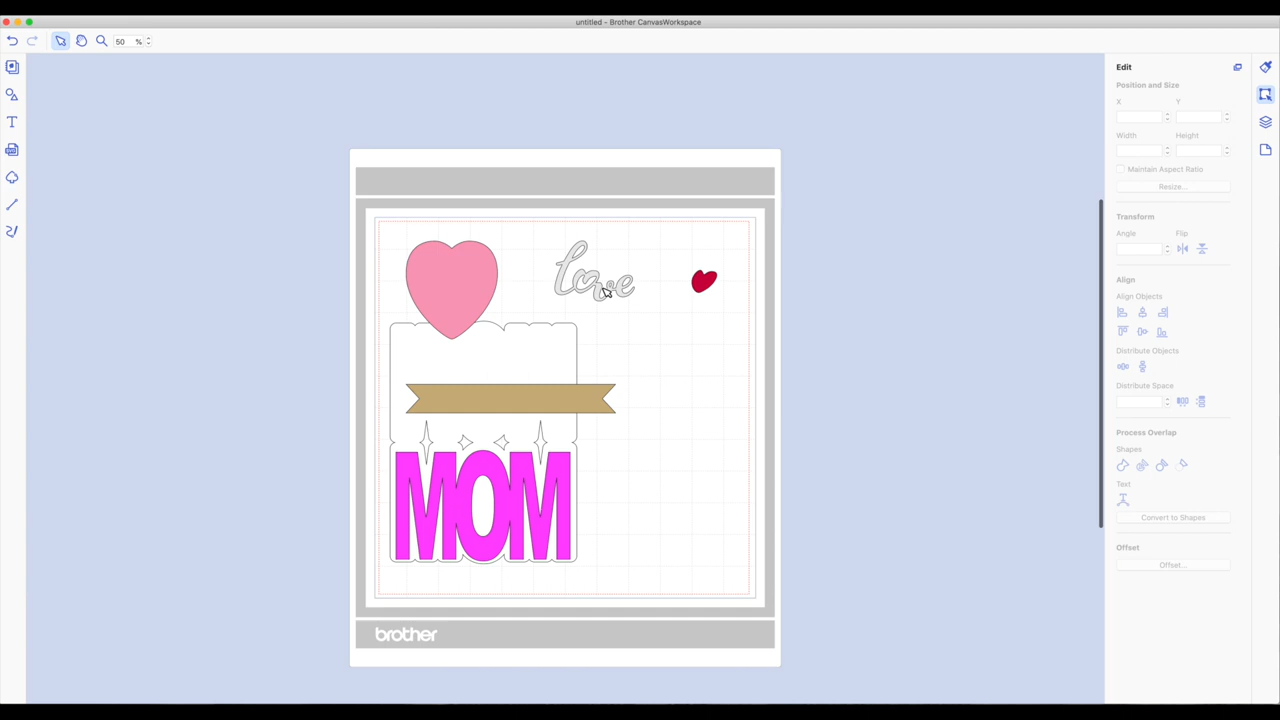 untitled - Brother CanvasWorkspace
50 %
Edit
Position and Size
X Y
Width Height
Maintain Aspect Ratio
Resize...
Transform
Angle Flip
Align
Align Objects
Distribute Objects
Distribute Space
Process Overlap
Shapes
Text
Convert to Shapes
Offset
Offset...
love
MOM
brother